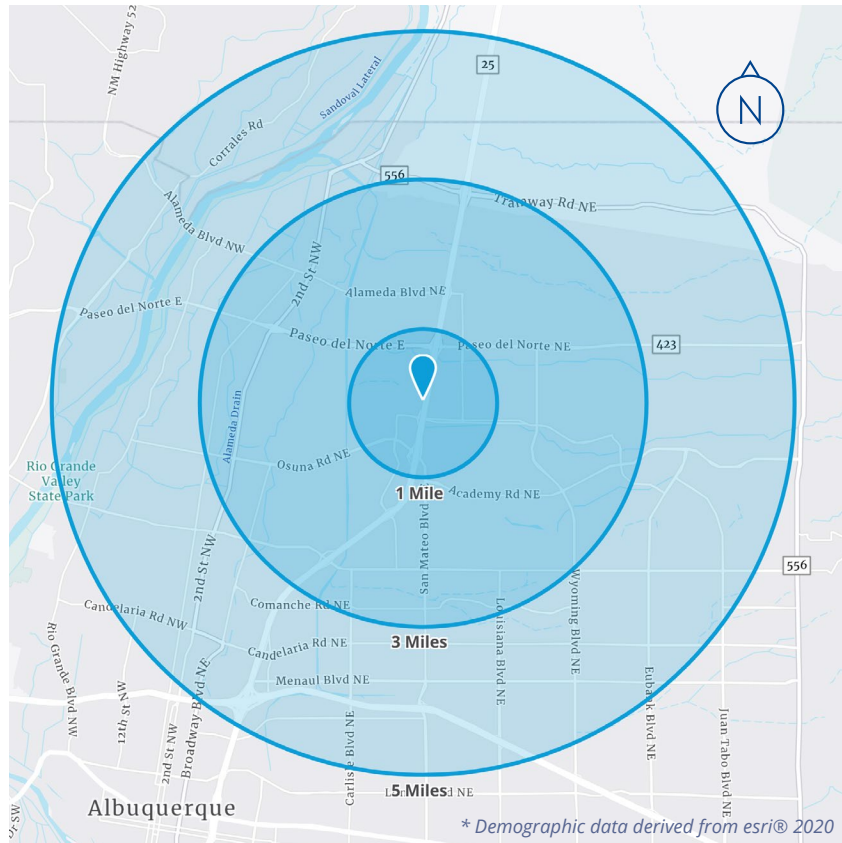 NM Highway 52
25
Sandoval Lateral
N
Corrales Rd
556
Tramway Rd NE
Alameda Blvd NW
2nd St NW
Alameda Blvd NE
Paseo del Norte E
Paseo del Norte E
Paseo del Norte NE
423
Alameda Drain
Osuna Rd NE
Rio Grande
Valley
State Park
1 Mile
Academy Rd NE
San Mateo Blvd
556
2nd St NW
Wyoming Blvd NE
Candelaria Rd NW
Comanche Rd NE
Louisiana Blvd NE
Rio Grande Blvd NW
Candelaria Rd NE
3 Miles
Menaul Blvd NE
Eubank Blvd NE
12th St NW
2nd St NW
Broadway Blvd NE
Carlisle Blvd NE
Juan Tabo Blvd NE
5 Miles
NE
Albuquerque
* Demographic data derived from esri® 2020